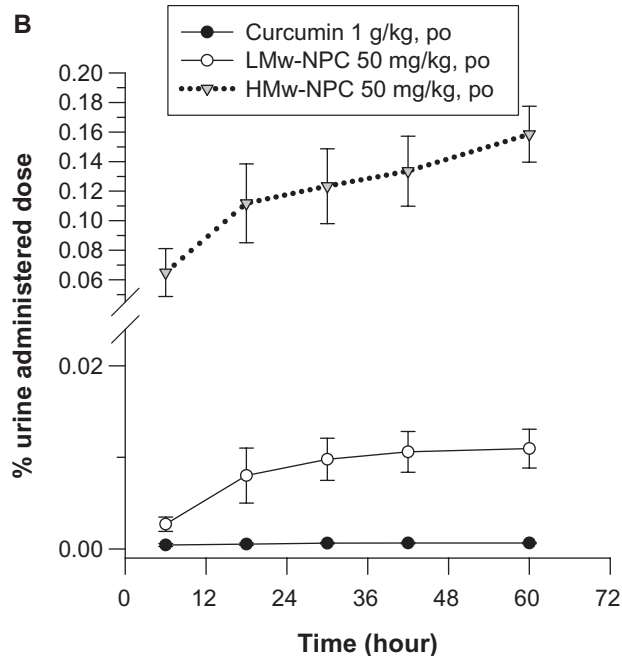 B
Curcumin 1 g/kg, po
LMw-NPC 50 mg/kg, po
HMw-NPC 50 mg/kg, po
0.20
0.18
0.16
0.14
0.12
0.10
0.08
0.06
0.02
0.00
% urine administered dose
0 12 24 36 48 60 72
Time (hour)